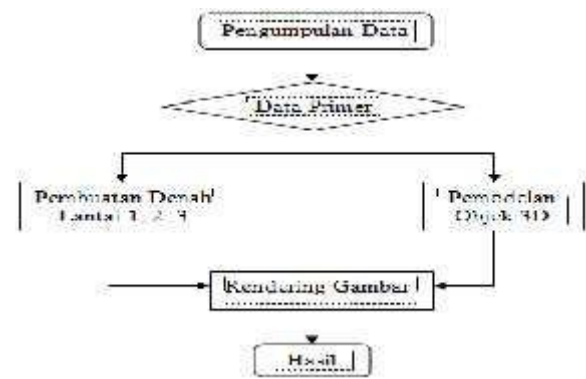 Pengumpulan Data
Data Primer
Pembuatan Denah
Lantai 1, 2, 3
Pemodelan
Objek 3D
Rendering Gambar
Hasil